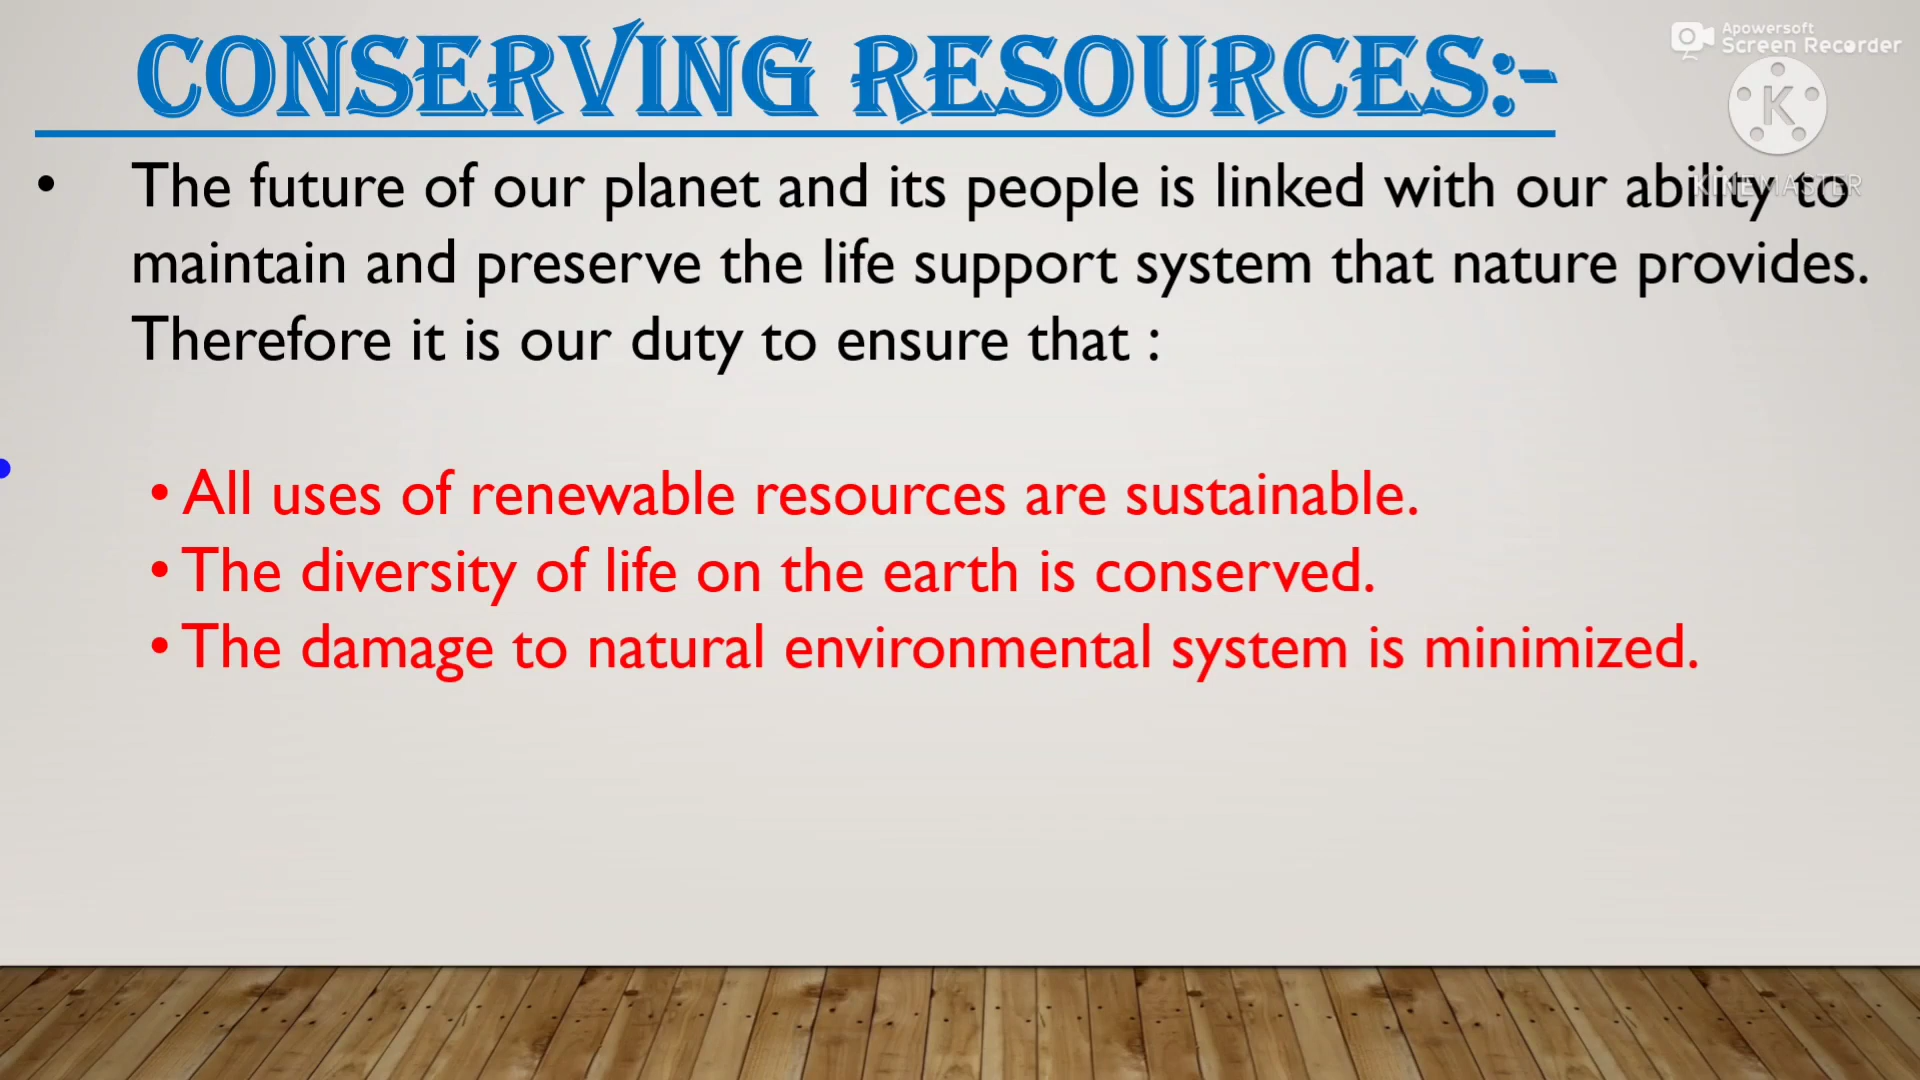 CONSERVING RESOURCES:-
Apowersoft
Screen Recorder
K
KINEMASTER
• The future of our planet and its people is linked with our ability to
maintain and preserve the life support system that nature provides.
Therefore it is our duty to ensure that :
• All uses of renewable resources are sustainable.
• The diversity of life on the earth is conserved.
• The damage to natural environmental system is minimized.